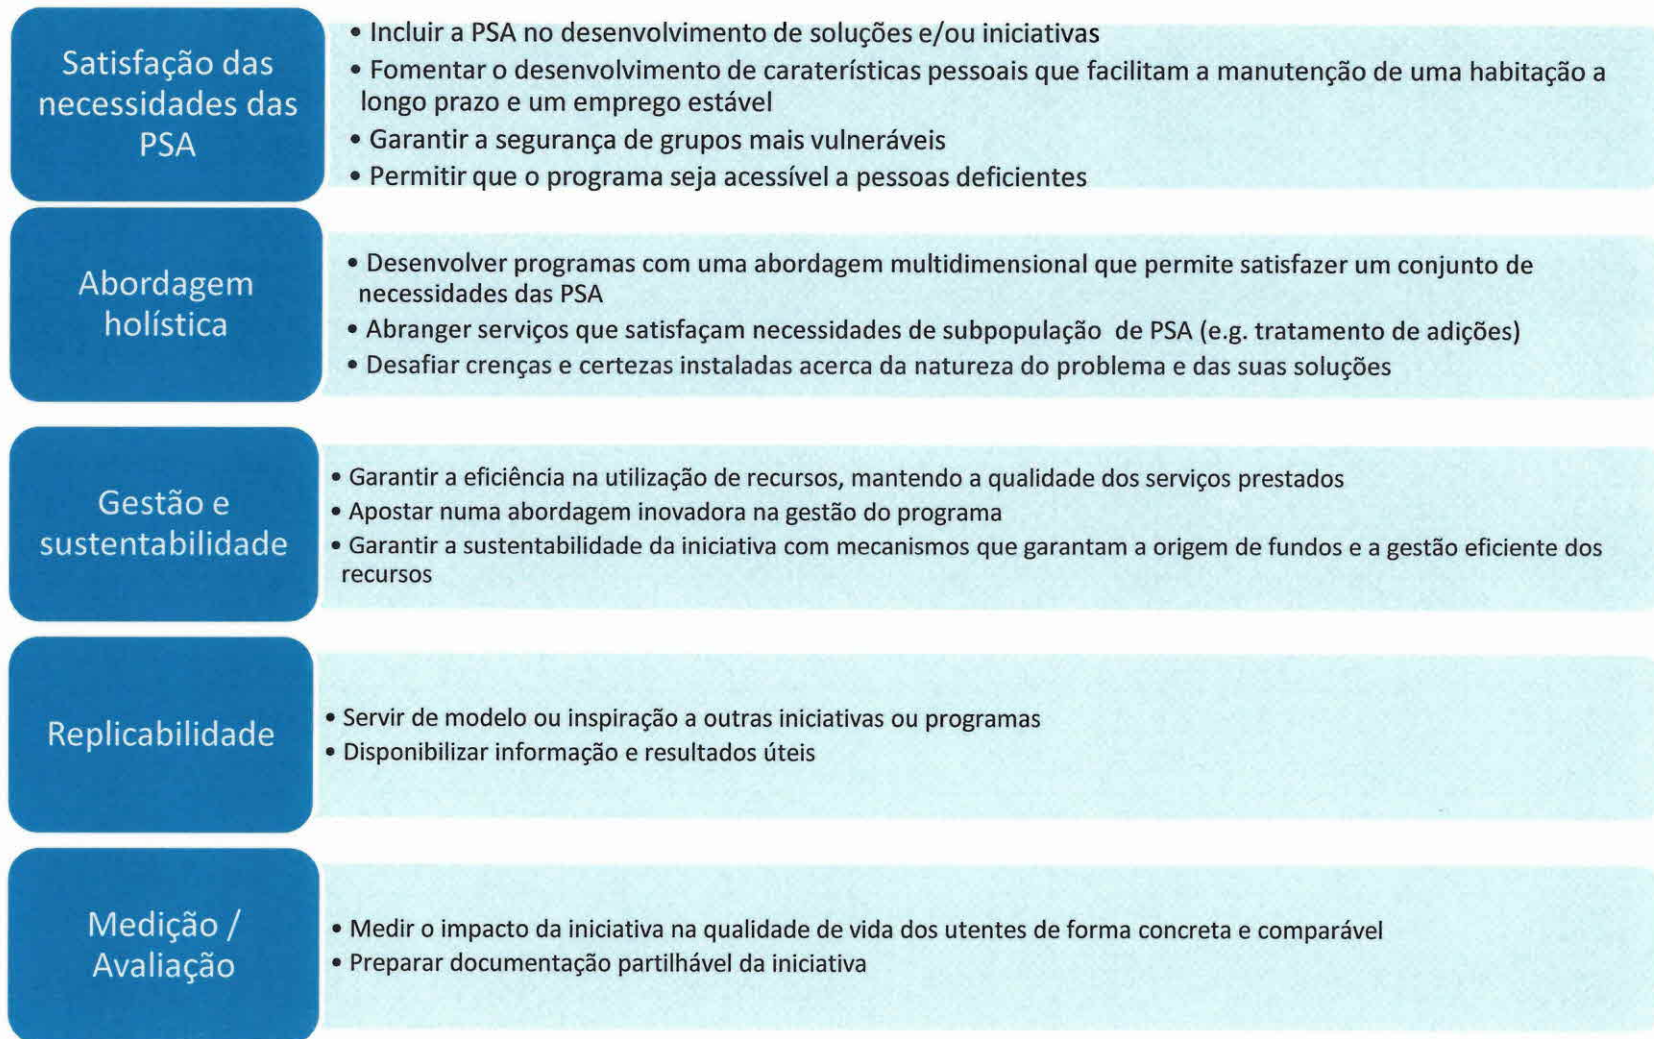 Satisfação das
necessidades das
PSA
• Incluir a PSA no desenvolvimento de soluções e/ou iniciativas
• Fomentar o desenvolvimento de caraterísticas pessoais que facilitam a manutenção de uma habitação a
longo prazo e um emprego estável
• Garantir a segurança de grupos mais vulneráveis
• Permitir que o programa seja acessível a pessoas deficientes
Abordagem
holística
• Desenvolver programas com uma abordagem multidimensional que permite satisfazer um conjunto de
necessidades das PSA
• Abranger serviços que satisfaçam necessidades de subpopulação de PSA (e.g. tratamento de adições)
• Desafiar crenças e certezas instaladas acerca da natureza do problema e das suas soluções
Gestão e
sustentabilidade
• Garantir a eficiência na utilização de recursos, mantendo a qualidade dos serviços prestados
• Apostar numa abordagem inovadora na gestão do programa
• Garantir a sustentabilidade da iniciativa com mecanismos que garantam a origem de fundos e a gestão eficiente dos
recursos
Replicabilidade
• Servir de modelo ou inspiração a outras iniciativas ou programas
• Disponibilizar informação e resultados úteis
Medição /
Avaliação
• Medir o impacto da iniciativa na qualidade de vida dos utentes de forma concreta e comparável
• Preparar documentação partilhável da iniciativa